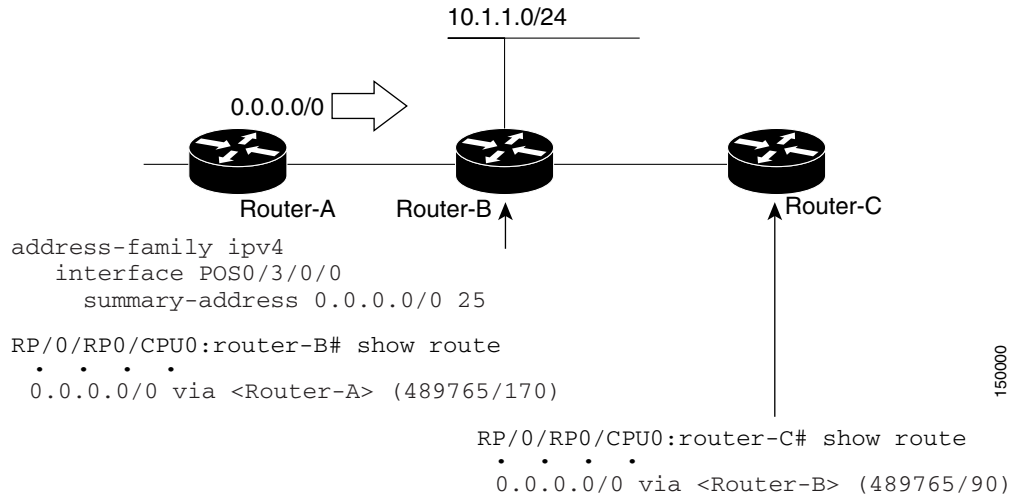 10.1.1.0/24
0.0.0.0/0
Router-A
Router-B
Router-C
address-family ipv4
interface POS0/3/0/0
summary-address 0.0.0.0/0 25
RP/0/RP0/CPU0:router-B# show route
. . . .
0.0.0.0/0 via <Router-A> (489765/170)
150000
RP/0/RP0/CPU0:router-C# show route
. . . .
0.0.0.0/0 via <Router-B> (489765/90)